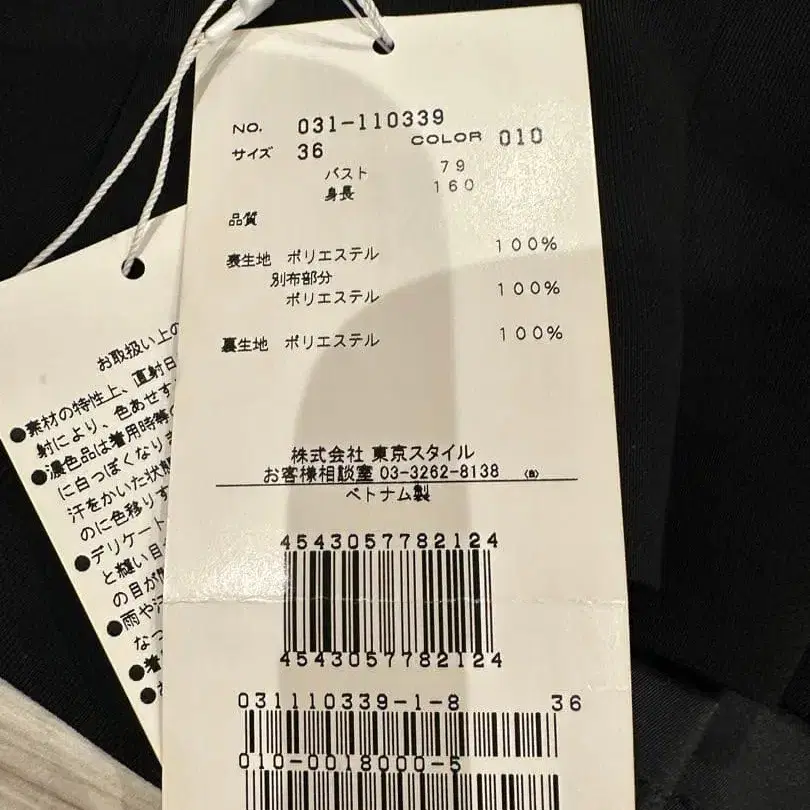 NO. 031-110339
COLOR 010
サイズ 36
バスト 79
身長 160
品質
表生地 ポリエステル 100%
別布部分
ポリエステル 100%
裏生地 ポリエステル 100%
株式会社 東京スタイル
お客様相談室 03-3262-8138 (B)
ベトナム製
4543057782124
4543057782124
031110339-1-8 36
010-0018000-5
お取扱い上の
●素材の特性上、直射日
射により、色あせす
●濃色品は着用時等の
に白っぽくなりま
汗をかいた状態
のに色移りす
●デリケート
と縫い目
の目が
●雨や汗
なっ
●着
●